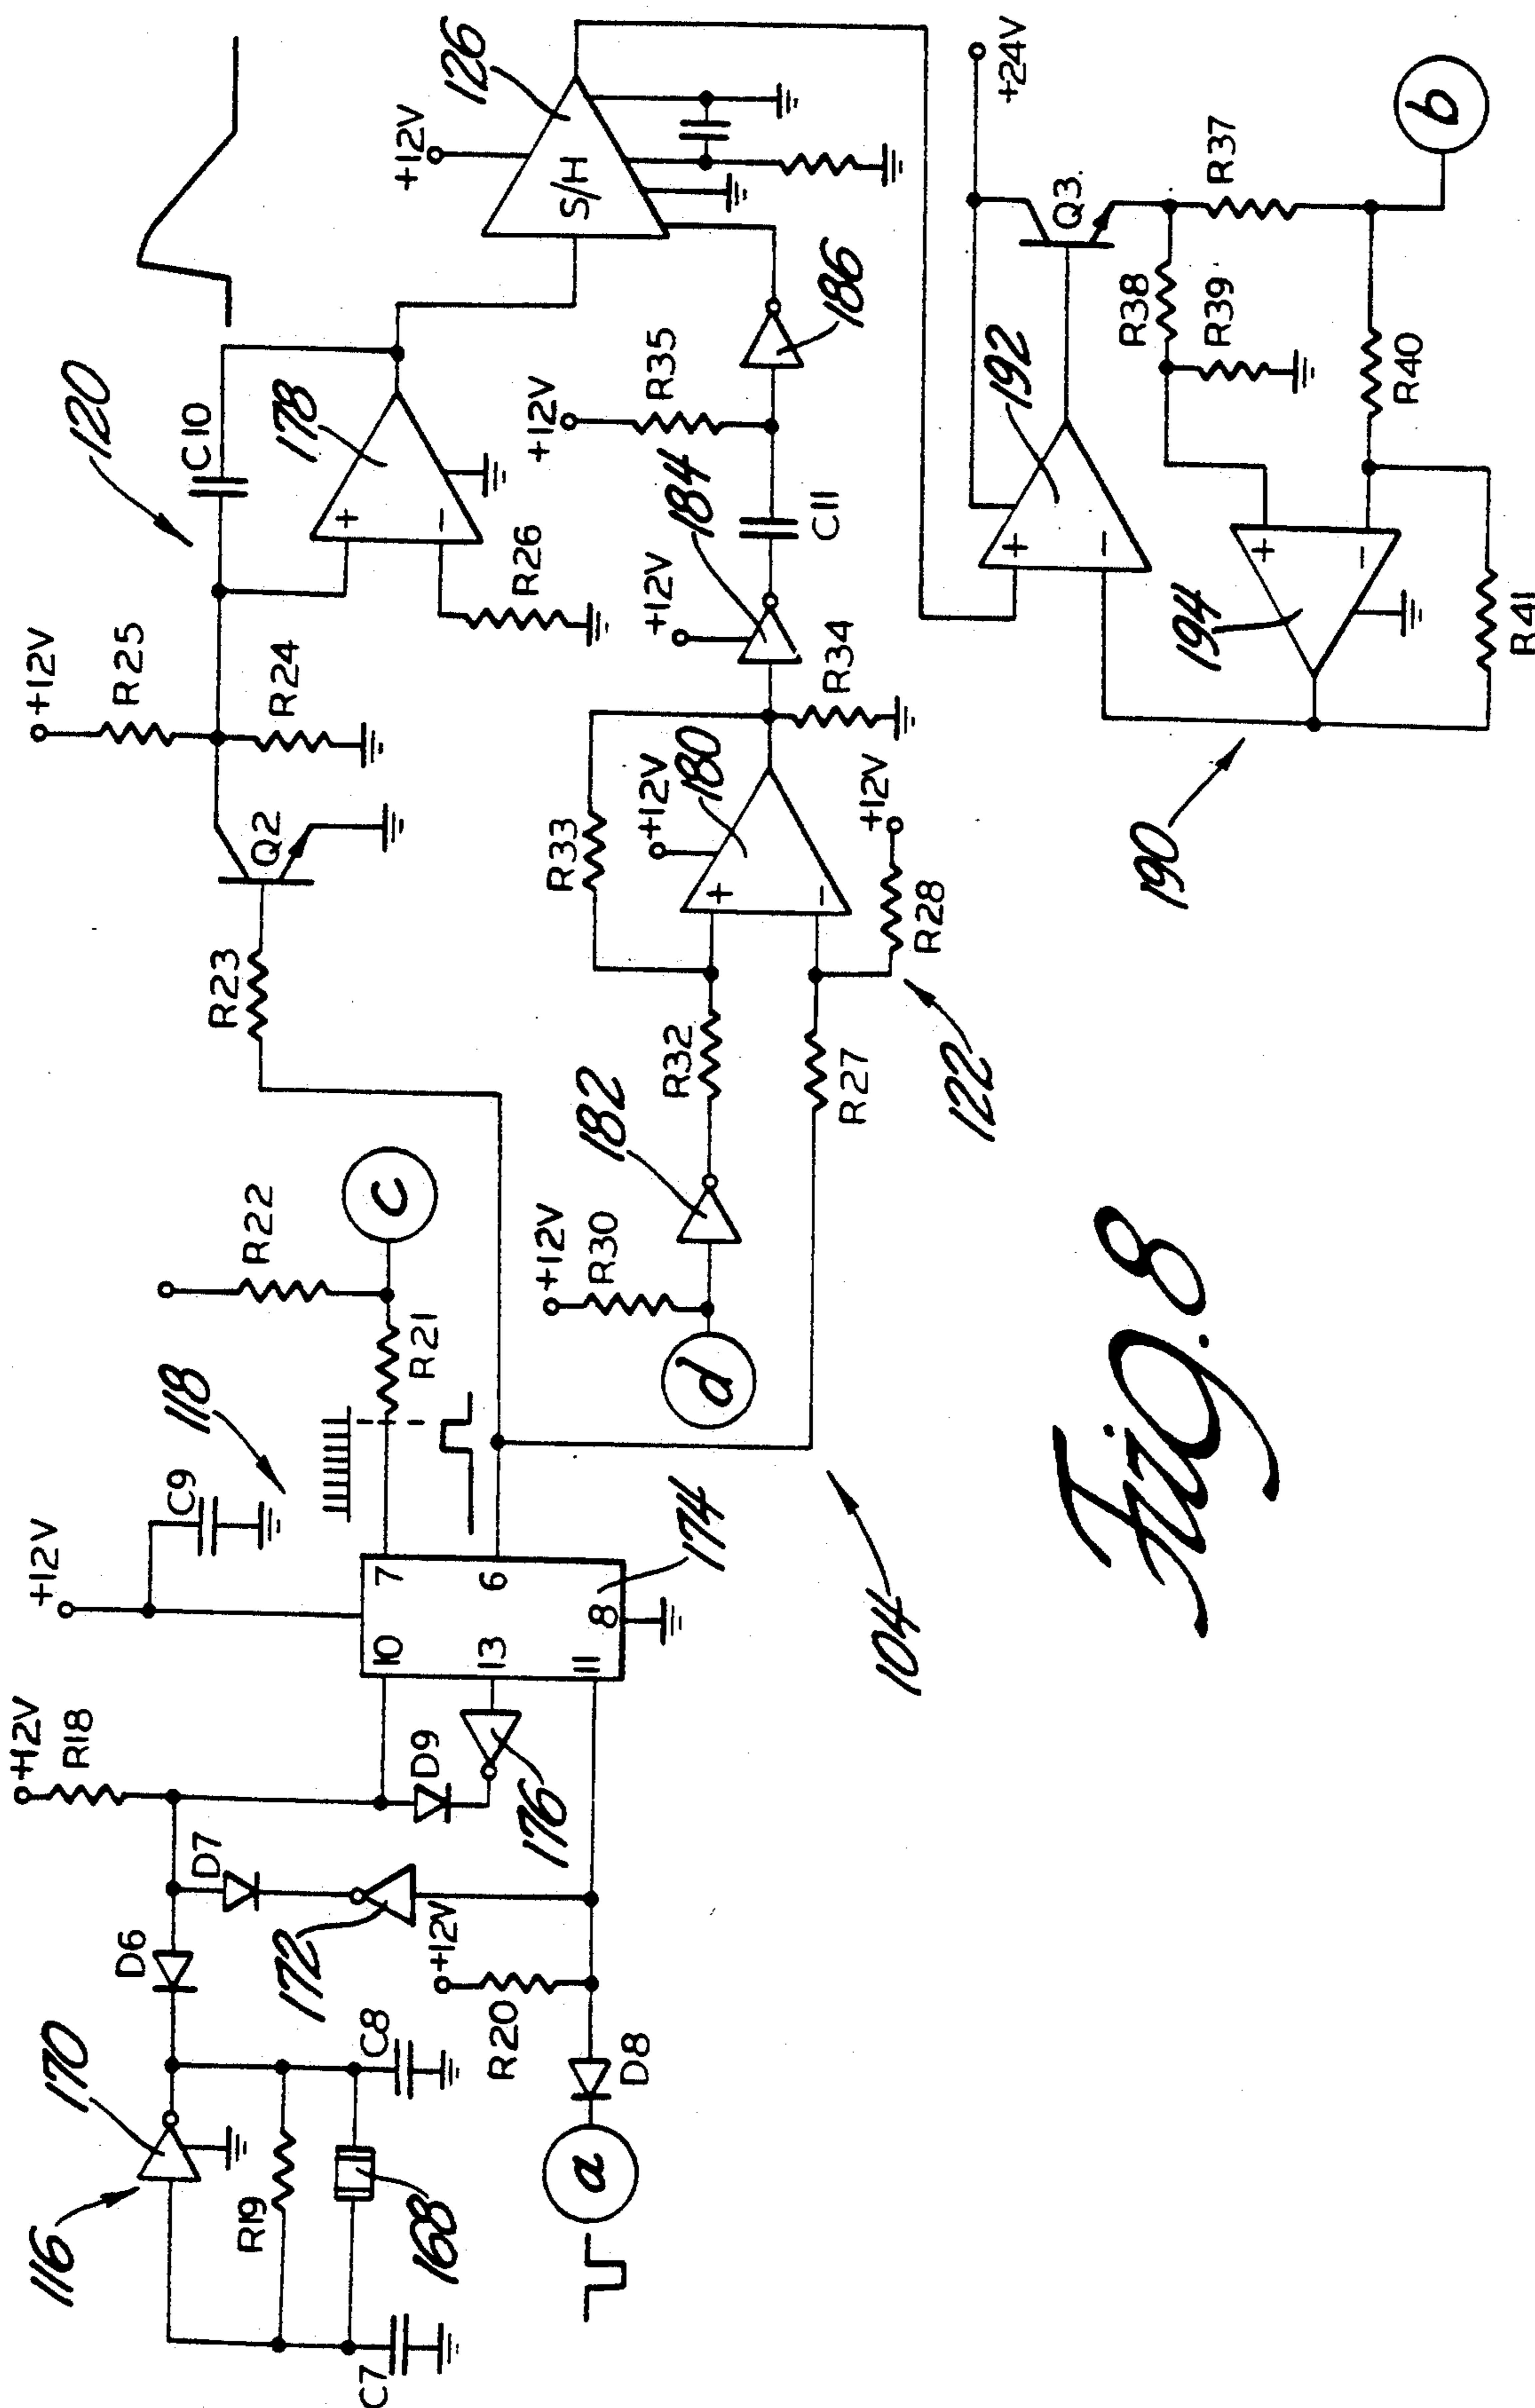 116
170
D6
D7
+12V
R18
R19
168
C7
C8
172
+12V
R20
D8
a
D9
176
10
13
11
7
6
8
174
+12V
C9
118
R21
R22
C
104
R23
Q2
+12V
R25
R24
120
C10
178
+
-
R26
d
+12V
R30
182
R32
R27
122
R33
+12V
180
+
-
R28
+12V
R34
+12V
184
C11
+12V
R35
186
+12V
126
S/H
+24V
192
+
-
Q3.
R38
R39
R37
b
R40
194
+
-
R41
190
Fig. 8